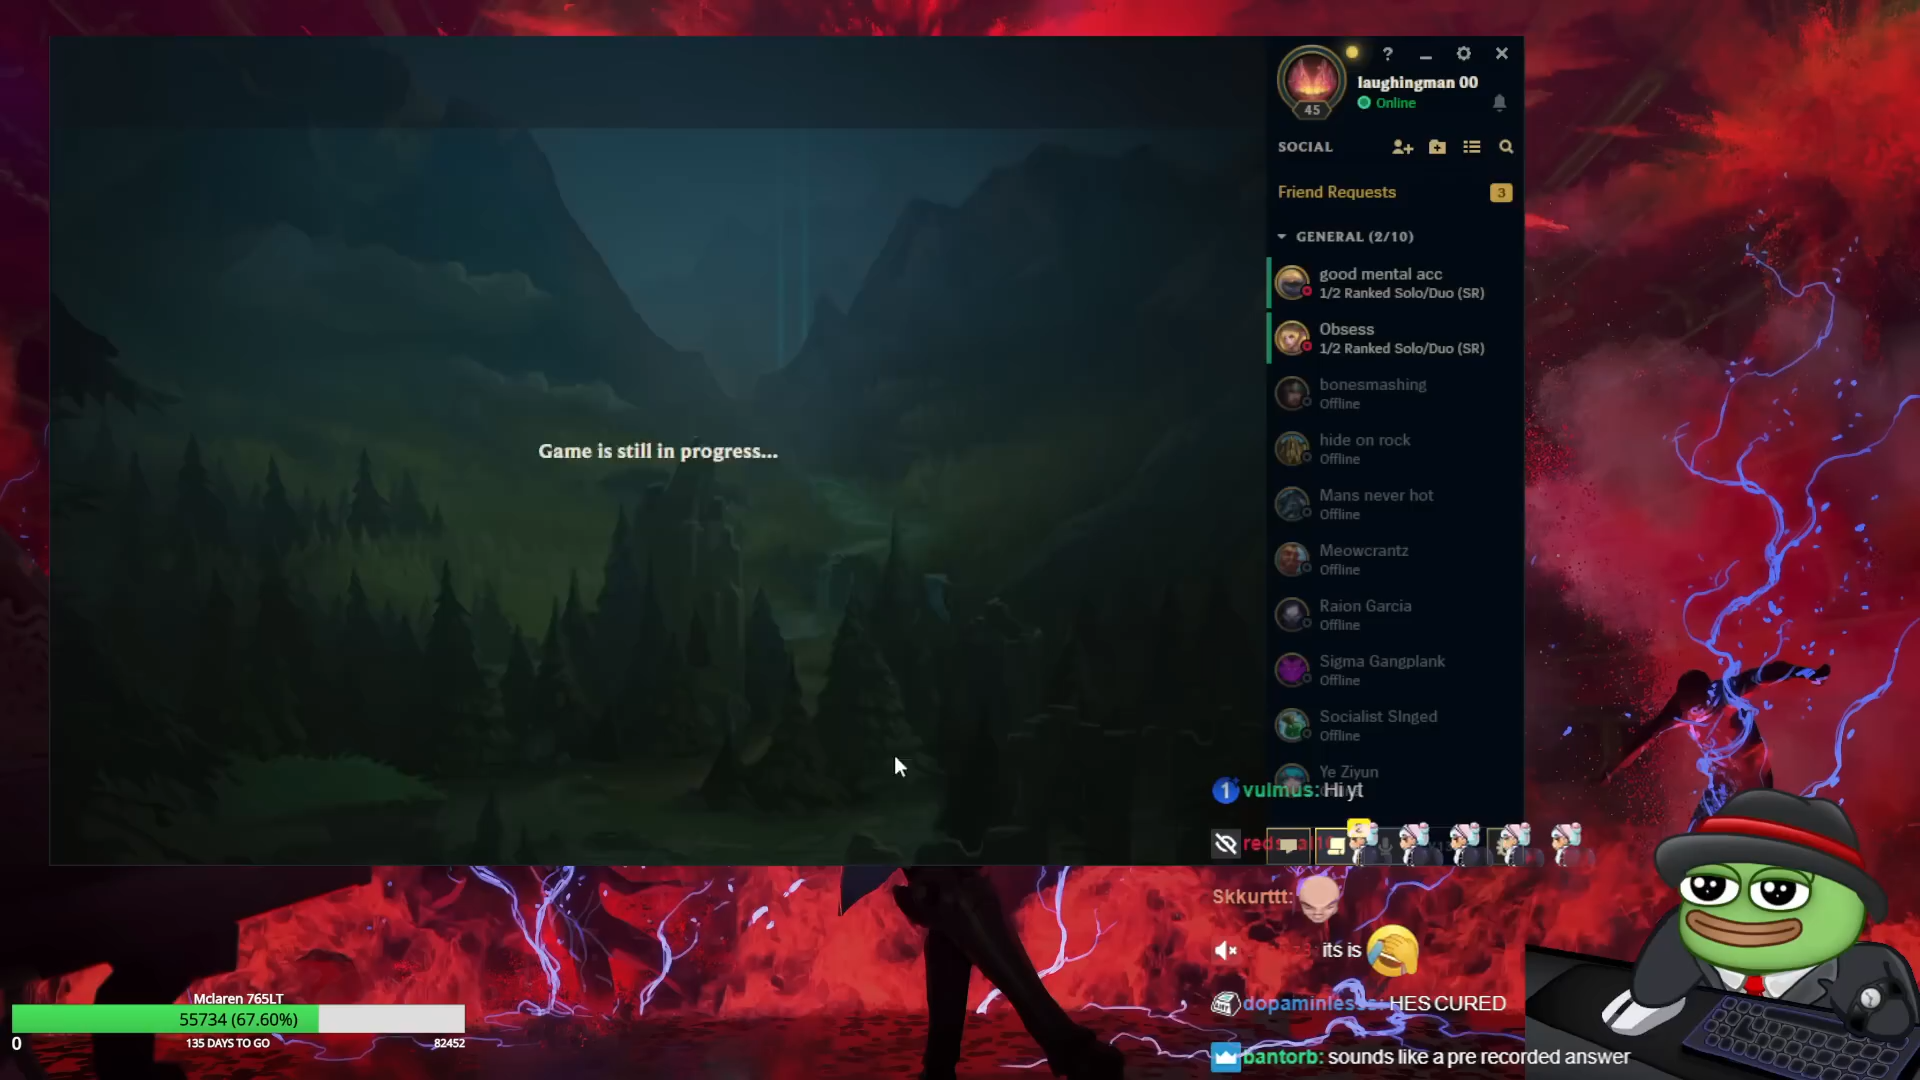 ?
laughingman 00
45
Online
SOCIAL
Friend Requests
3
GENERAL (2/10)
good mental acc
1/2 Ranked Solo/Duo (SR)
Obsess
1/2 Ranked Solo/Duo (SR)
bonesmashing
Offline
hide on rock
Offline
Game is still in progress...
Mans never hot
Offline
Meowcrantz
Offline
Raion Garcia
Offline
Sigma Gangplank
Offline
Socialist SInged
Offline
Ye Ziyun
1 vulmus: Hi yt
Skkurttt:
its is
dopaminless: HES CURED
bantorb: sounds like a pre recorded answer
Mclaren 765LT
55734 (67.60%)
0
135 DAYS TO GO
82452